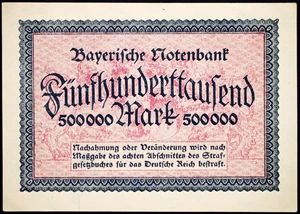 Bayerische Notenbank
Fünfhunderttausend
500000 Mark 500000
Nachahmung oder Veränderung wird nach
Maßgabe des achten Abschnittes des Straf-
gesetzbuches für das Deutsche Reich bestraft.